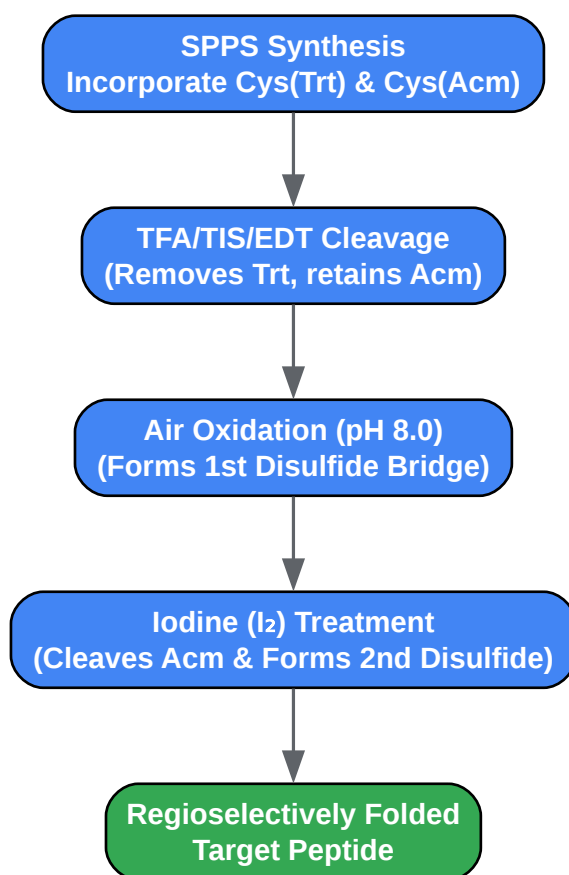 SPPS Synthesis
Incorporate Cys(Trt) & Cys(Acm)
TFA/TIS/EDT Cleavage
(Removes Trt, retains Acm)
Air Oxidation (pH 8.0)
(Forms 1st Disulfide Bridge)
Iodine (I₂) Treatment
(Cleaves Acm & Forms 2nd Disulfide)
Regioselectively Folded
Target Peptide